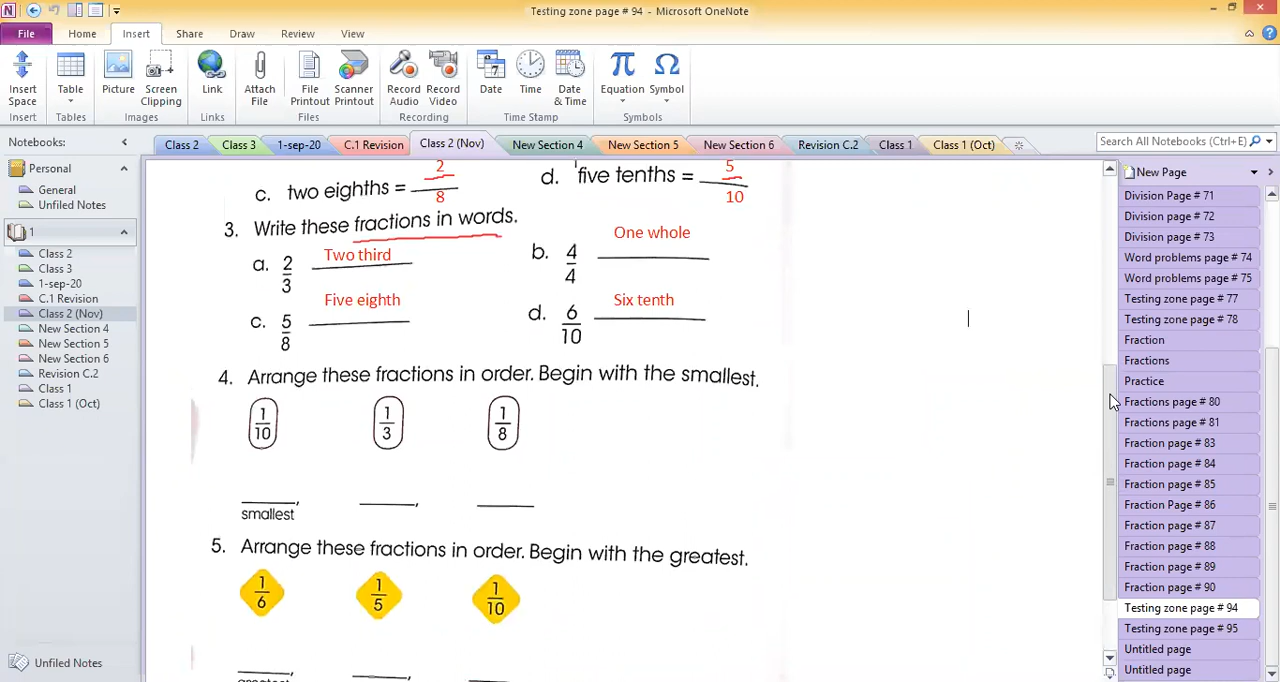 Testing zone page # 94 - Microsoft OneNote
File Home Insert Share Draw Review View
Insert Space
Table
Picture
Screen Clipping
Link
Attach File
File Printout
Scanner Printout
Record Audio
Record Video
Date
Time
Date & Time
Equation
Symbol
Insert Tables Images Links Files Recording Time Stamp Symbols
Notebooks:
Class 2 Class 3 1-sep-20 C.1 Revision Class 2 (Nov) New Section 4 New Section 5 New Section 6 Revision C.2 Class 1 Class 1 (Oct)
Search All Notebooks (Ctrl+E)
Personal
General
Unfiled Notes
1
Class 2
Class 3
1-sep-20
C.1 Revision
Class 2 (Nov)
New Section 4
New Section 5
New Section 6
Revision C.2
Class 1
Class 1 (Oct)
Unfiled Notes
c. two eighths = 2/8
d. five tenths = 5/10
3. Write these fractions in words.
a. 2/3 Two third
b. 4/4 One whole
c. 5/8 Five eighth
d. 6/10 Six tenth
4. Arrange these fractions in order. Begin with the smallest.
1/10 1/3 1/8
____, ____, ____
smallest
5. Arrange these fractions in order. Begin with the greatest.
1/6 1/5 1/10
New Page
Division Page # 71
Division page # 72
Division page # 73
Word problems page # 74
Word problems page # 75
Testing zone page # 77
Testing zone page # 78
Fraction
Fractions
Practice
Fractions page # 80
Fractions page # 81
Fraction page # 83
Fraction page # 84
Fraction page # 85
Fraction Page # 86
Fraction page # 87
Fraction page # 88
Fraction page # 89
Fraction page # 90
Testing zone page # 94
Testing zone page # 95
Untitled page
Untitled page